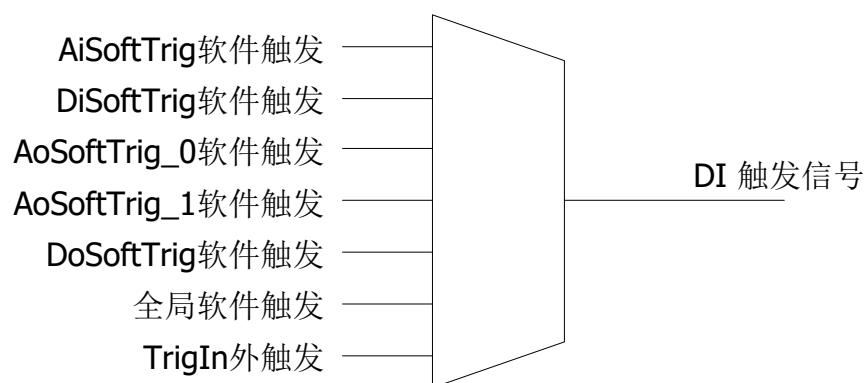 AiSoftTrig软件触发
DiSoftTrig软件触发
AoSoftTrig_0软件触发
AoSoftTrig_1软件触发
DoSoftTrig软件触发
全局软件触发
TrigIn外触发
DI 触发信号